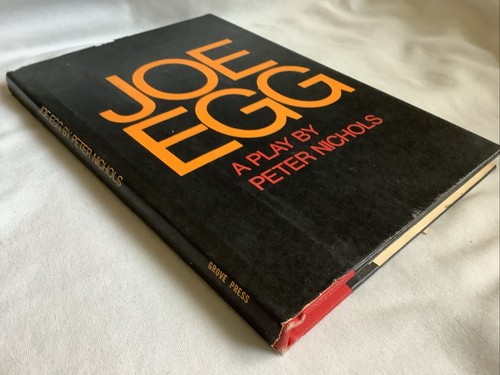 JOE
EGG
A PLAY BY
PETER NICHOLS
JOE EGG BY PETER NICHOLS
GROVE PRESS